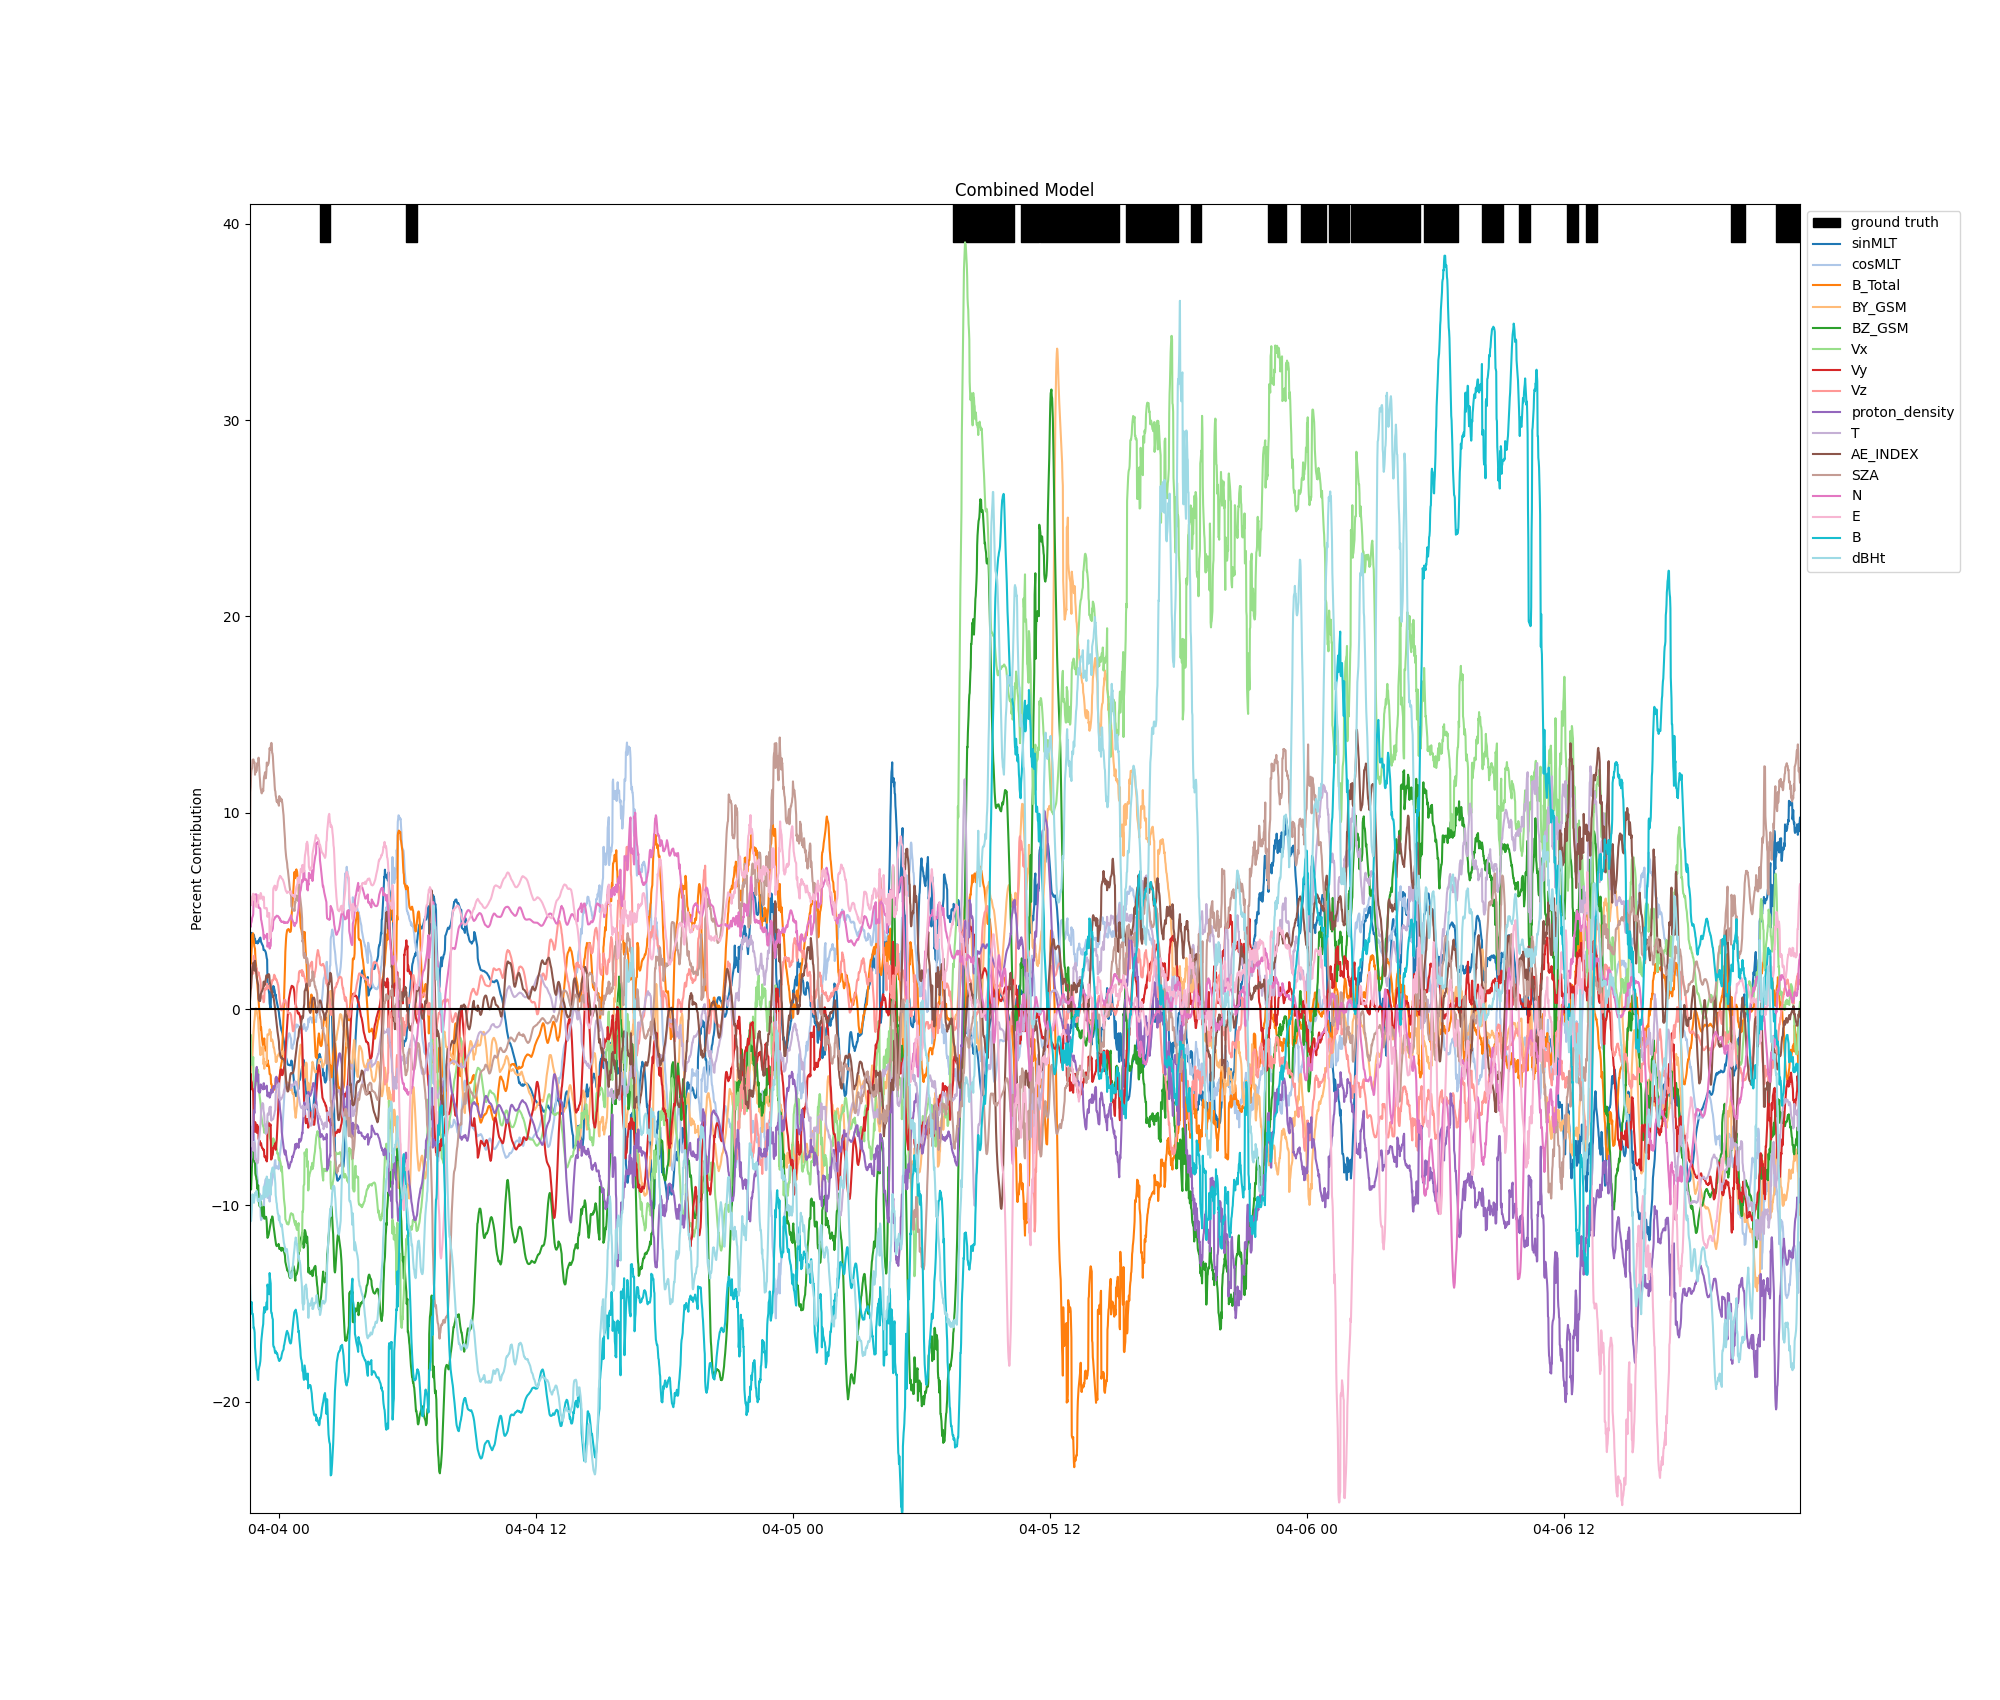 Combined Model
40
30
20
10
0
−10
−20
Percent Contribution
04-04 00
04-04 12
04-05 00
04-05 12
04-06 00
04-06 12
ground truth
sinMLT
cosMLT
B_Total
BY_GSM
BZ_GSM
Vx
Vy
Vz
proton_density
T
AE_INDEX
SZA
N
E
B
dBHt